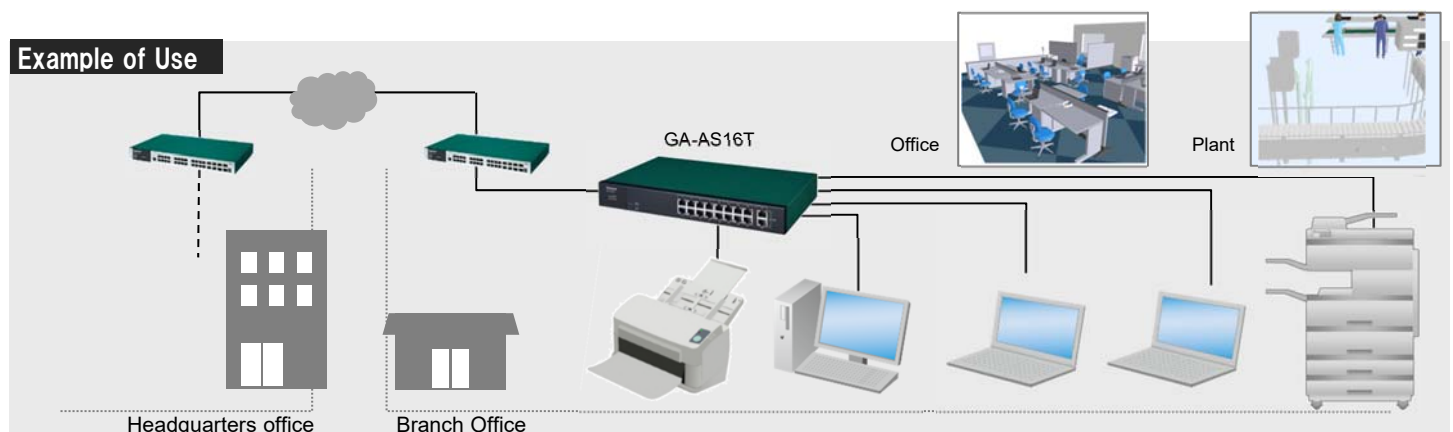 Example of Use
GA-AS16T
Office
Plant
Headquarters office
Branch Office